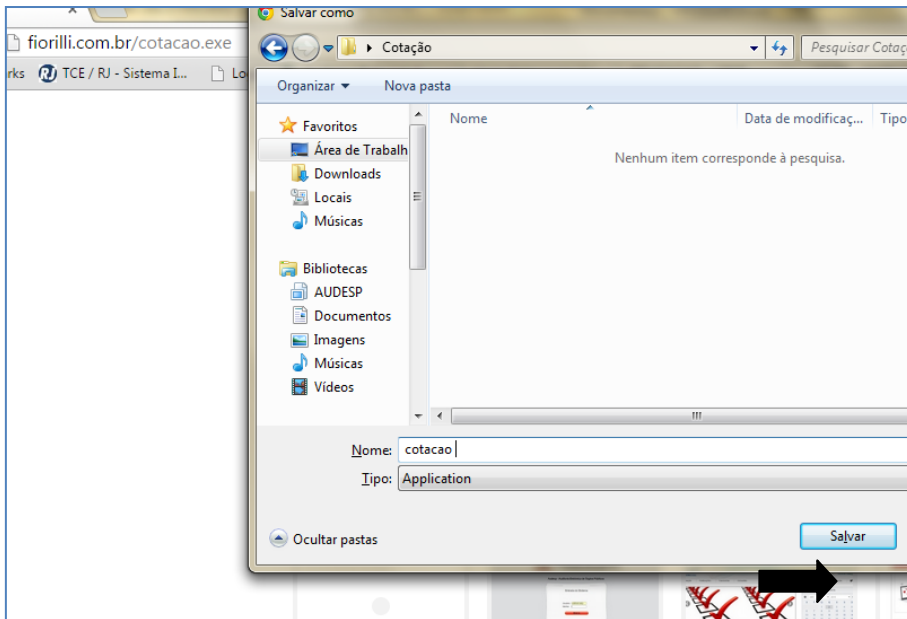 Salvar como
fiorilli.com.br/cotacao.exe
Cotação
Pesquisar Cotaç
rks
TCE / RJ - Sistema I...
Lo
Organizar
Nova pasta
Nome
Data de modificaç...
Tipo
Favoritos
Área de Trabalh
Nenhum item corresponde à pesquisa.
Downloads
Locais
Músicas
Bibliotecas
AUDESP
Documentos
Imagens
Músicas
Vídeos
Nome: cotacao
Tipo: Application
Ocultar pastas
Salvar